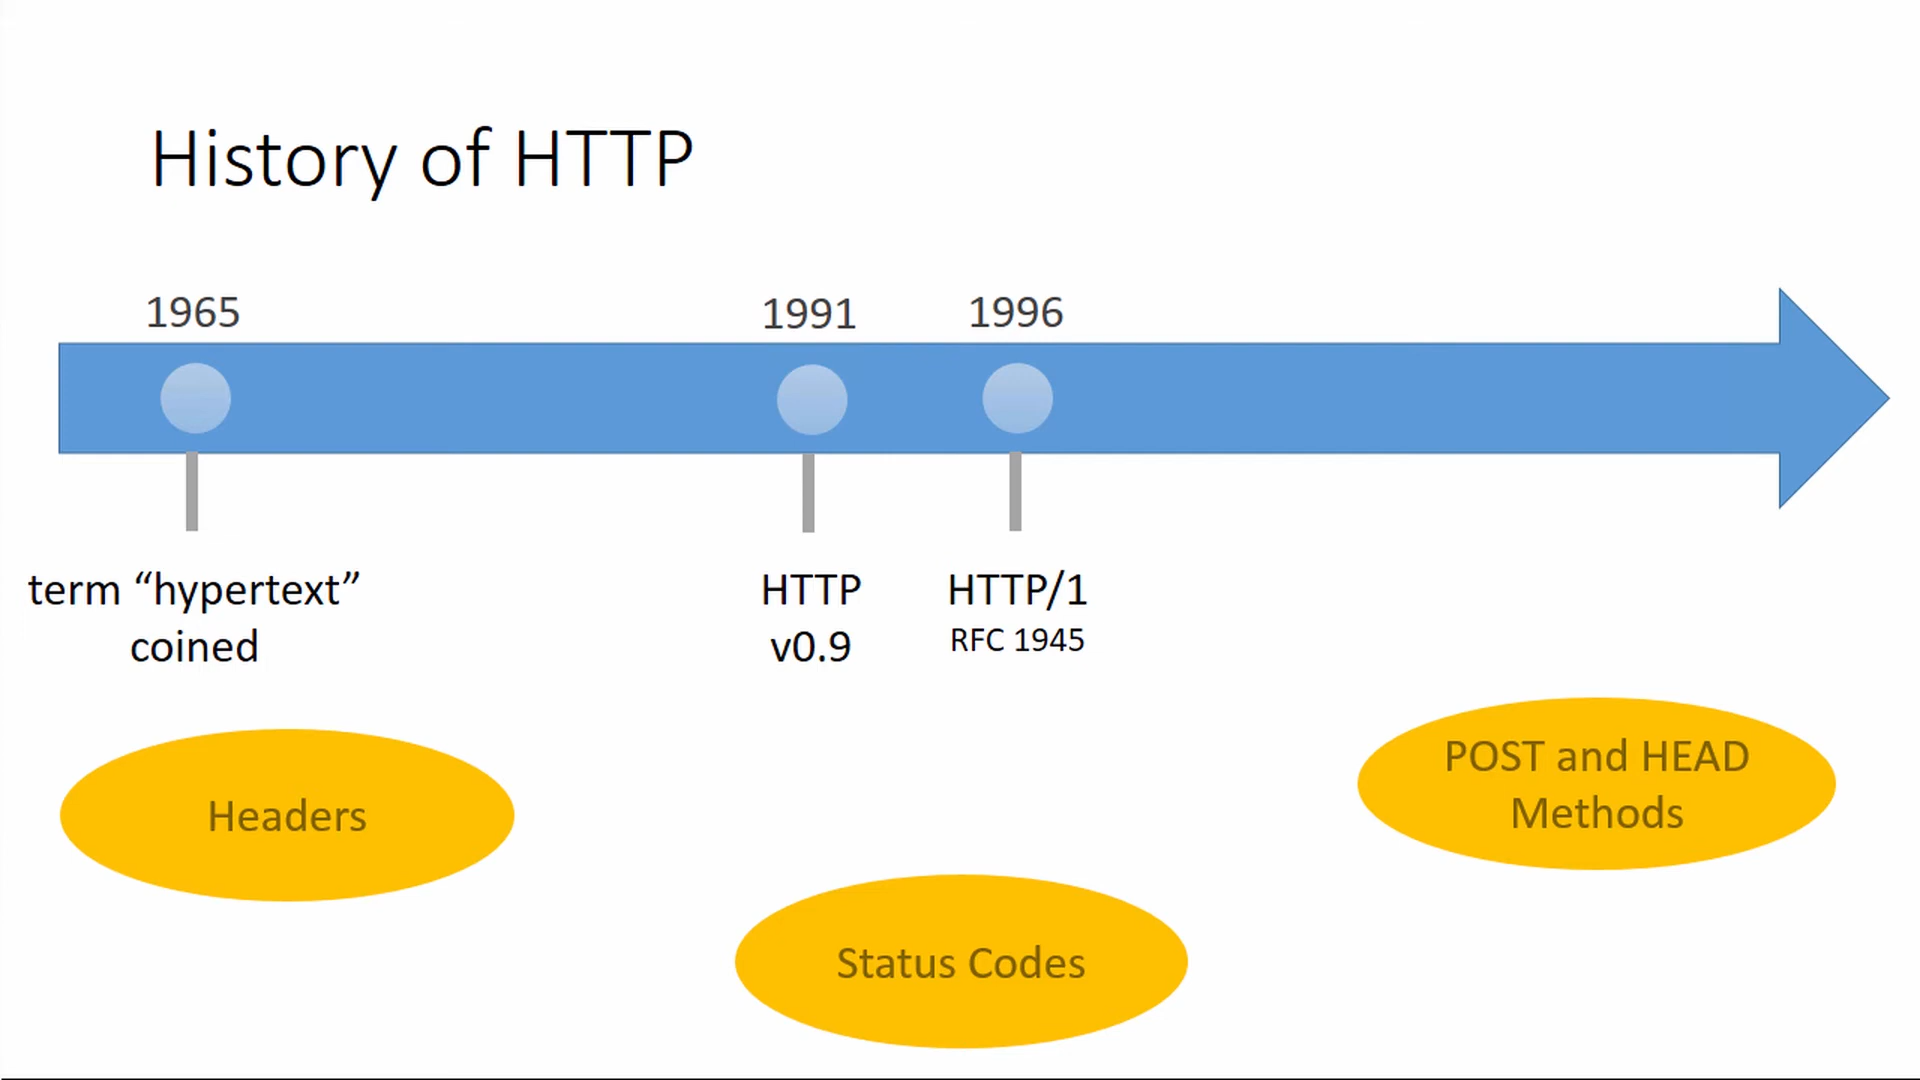 History of HTTP
1965
1991
1996
term “hypertext”
coined
HTTP
v0.9
HTTP/1
RFC 1945
Headers
Status Codes
POST and HEAD
Methods